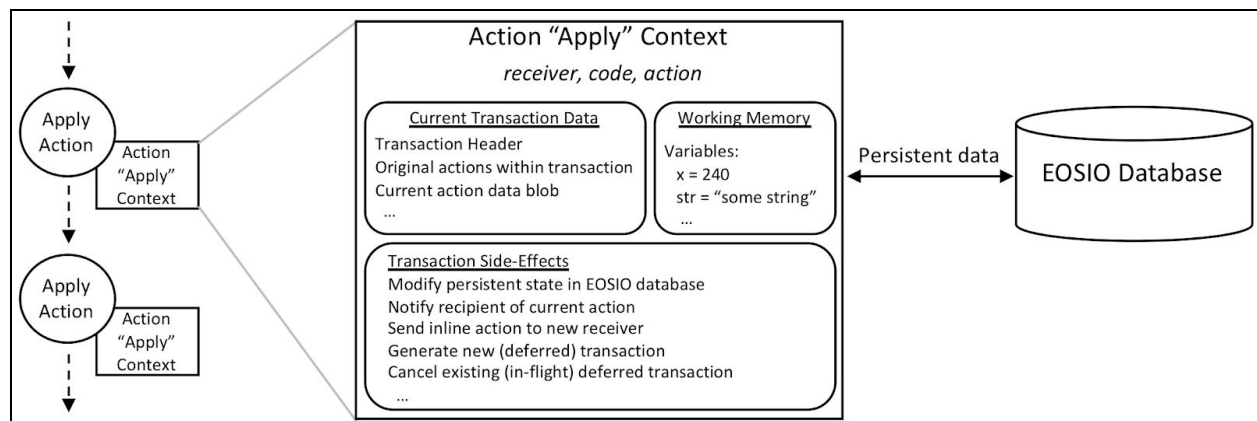 Apply
Action
Action
“Apply”
Context
Apply
Action
Action
“Apply”
Context
Action “Apply” Context
receiver, code, action
Current Transaction Data
Transaction Header
Original actions within transaction
Current action data blob
...
Working Memory
Variables:
x = 240
str = “some string”
...
Transaction Side-Effects
Modify persistent state in EOSIO database
Notify recipient of current action
Send inline action to new receiver
Generate new (deferred) transaction
Cancel existing (in-flight) deferred transaction
...
Persistent data
EOSIO Database